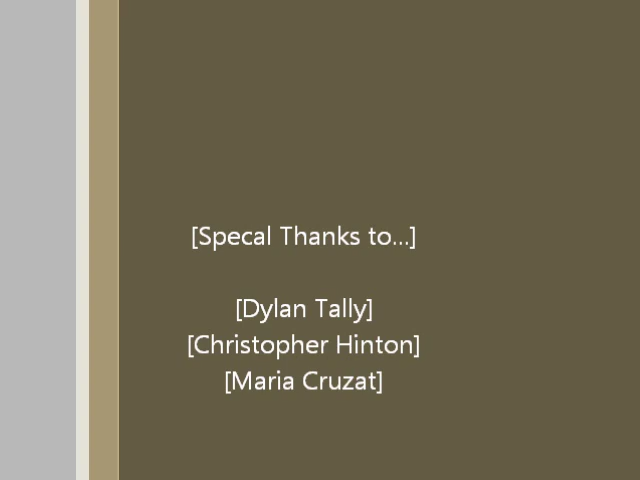 [Specal Thanks to...]
[Dylan Tally]
[Christopher Hinton]
[Maria Cruzat]